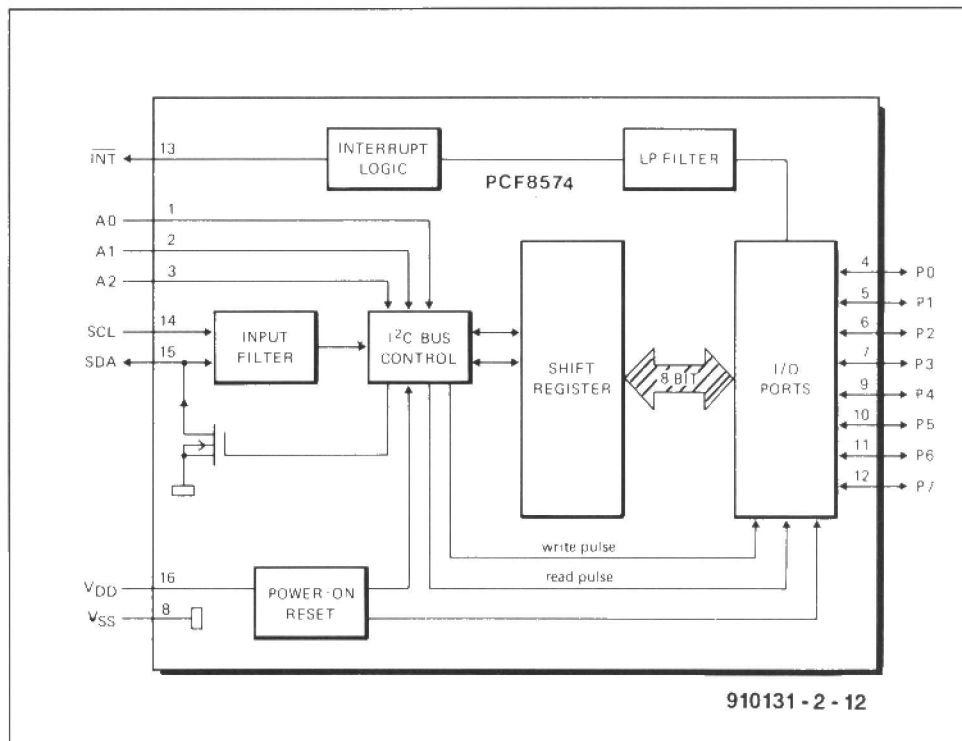 INTERRUPT
LOGIC
LP FILTER
PCF8574
INT
13
A0
1
A1
2
A2
3
SCL
14
SDA
15
INPUT
FILTER
I²C BUS
CONTROL
SHIFT
REGISTER
8 BIT
I/O
PORTS
4
P0
5
P1
6
P2
7
P3
9
P4
10
P5
11
P6
12
P7
write pulse
read pulse
VDD
16
VSS
8
POWER-ON
RESET
910131 - 2 - 12